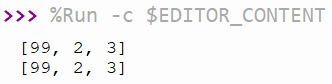 >>> %Run -c $EDITOR_CONTENT
[99, 2, 3]
[99, 2, 3]